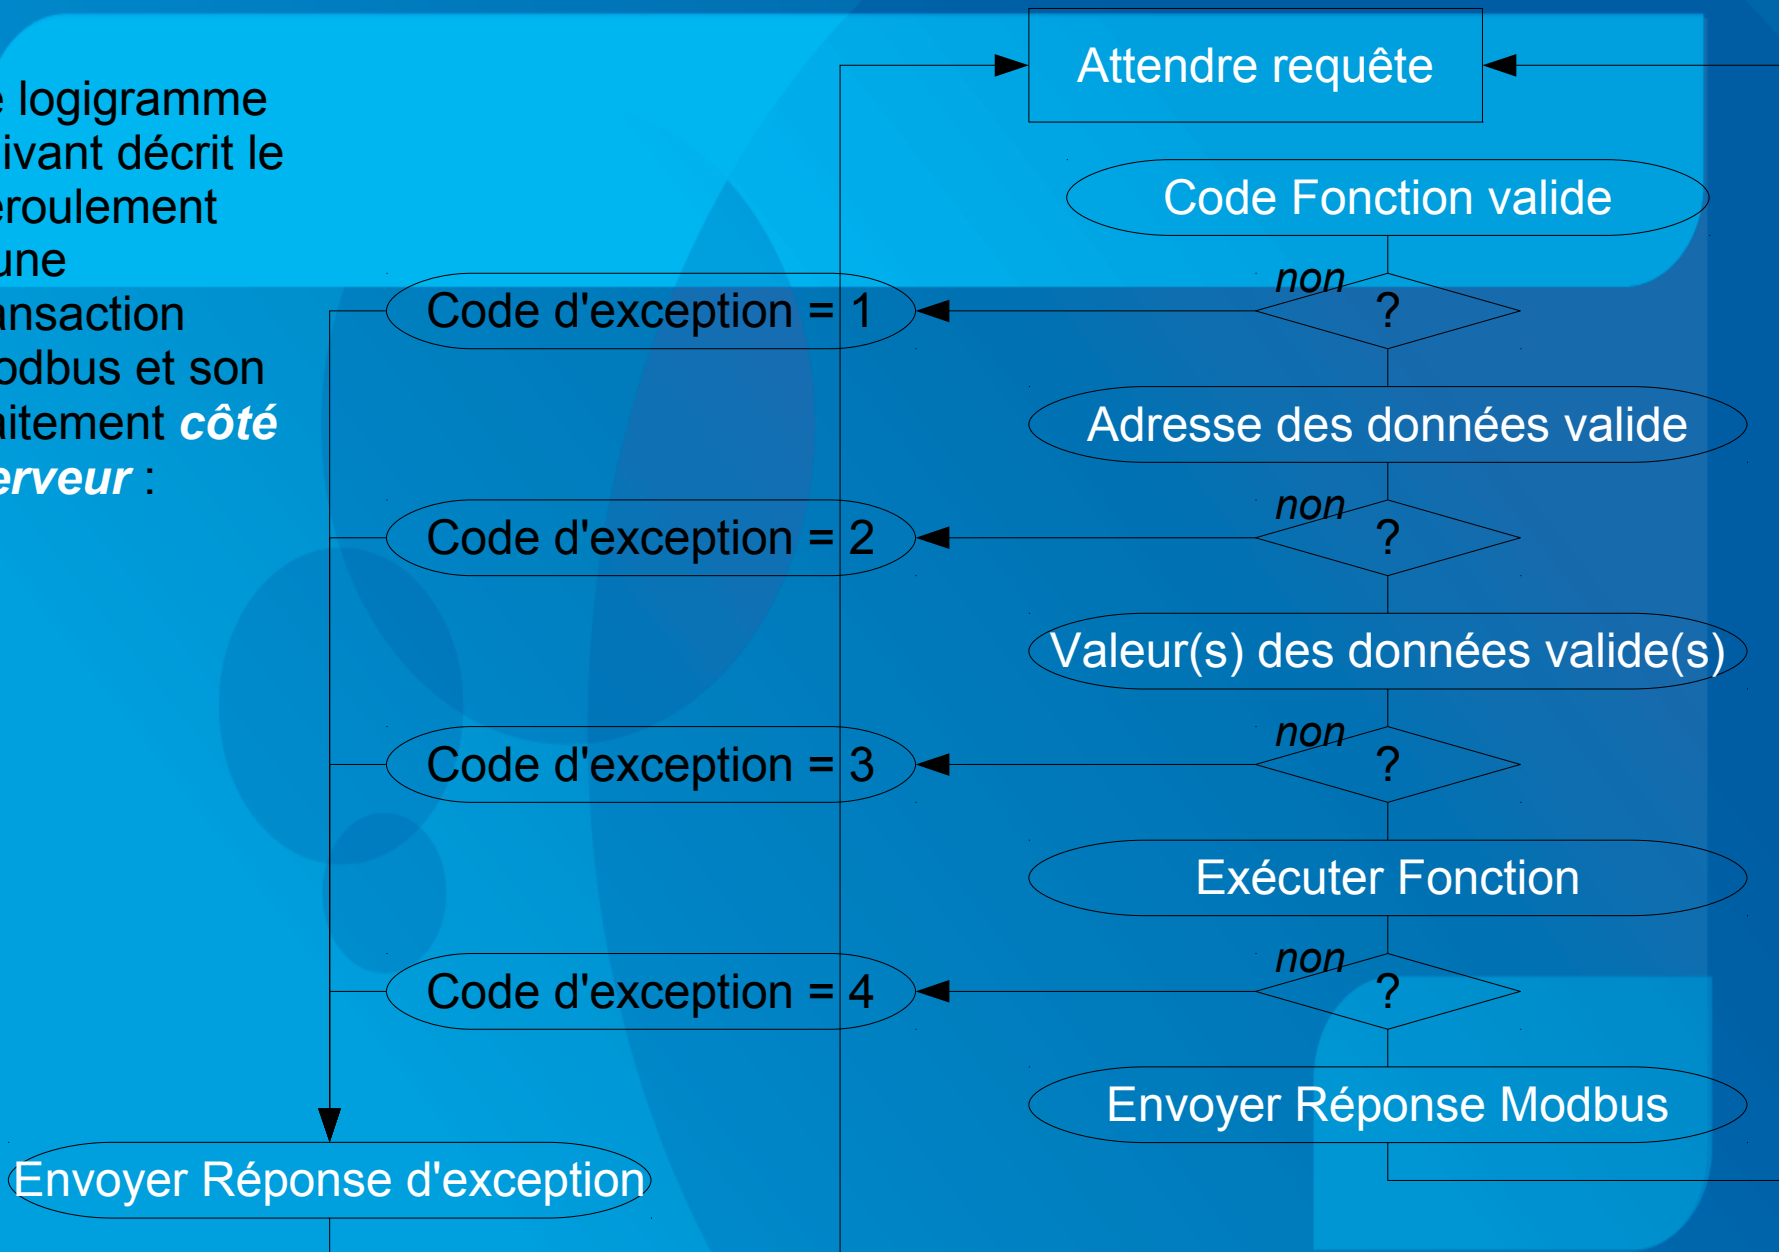 logigramme
ivant décrit le
eroulement
une
ansaction
odbus et son
aitement côté
erveur :
Attendre requête
Code Fonction valide
non
?
Code d'exception = 1
Adresse des données valide
non
?
Code d'exception = 2
Valeur(s) des données valide(s)
non
?
Code d'exception = 3
Exécuter Fonction
non
?
Code d'exception = 4
Envoyer Réponse Modbus
Envoyer Réponse d'exception